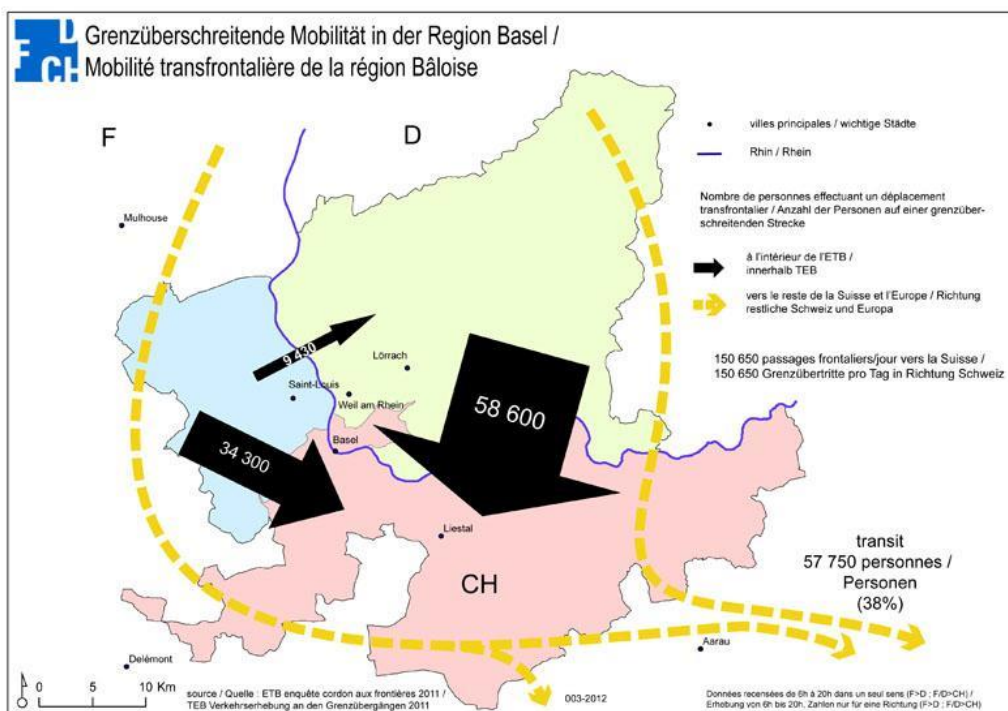 F D CH
Grenzüberschreitende Mobilität in der Region Basel /
Mobilité transfrontalière de la région Bâloise
F
D
villes principales / wichtige Städte
Rhin / Rhein
Nombre de personnes effectuant un déplacement
transfrontalier / Anzahl der Personen auf einer grenzüber-
schreitenden Strecke
à l'intérieur de l'ETB /
innerhalb TEB
vers le reste de la Suisse et l'Europe / Richtung
restliche Schweiz und Europa
150 650 passages frontaliers/jour vers la Suisse /
150 650 Grenzübertritte pro Tag in Richtung Schweiz
Mulhouse
9 430
Lörrach
Saint-Louis
Weil am Rhein
58 600
Basel
34 300
Liestal
CH
transit
57 750 personnes /
Personen
(38%)
Aarau
Delémont
0 5 10 Km
source / Quelle : ETB enquête cordon aux frontières 2011 /
TEB Verkehrserhebung an den Grenzübergängen 2011
003-2012
Données recensées de 6h à 20h dans un seul sens (F>D ; F/D>CH) /
Erhebung von 6h bis 20h. Zahlen nur für eine Richtung (F>D ; F/D>CH)